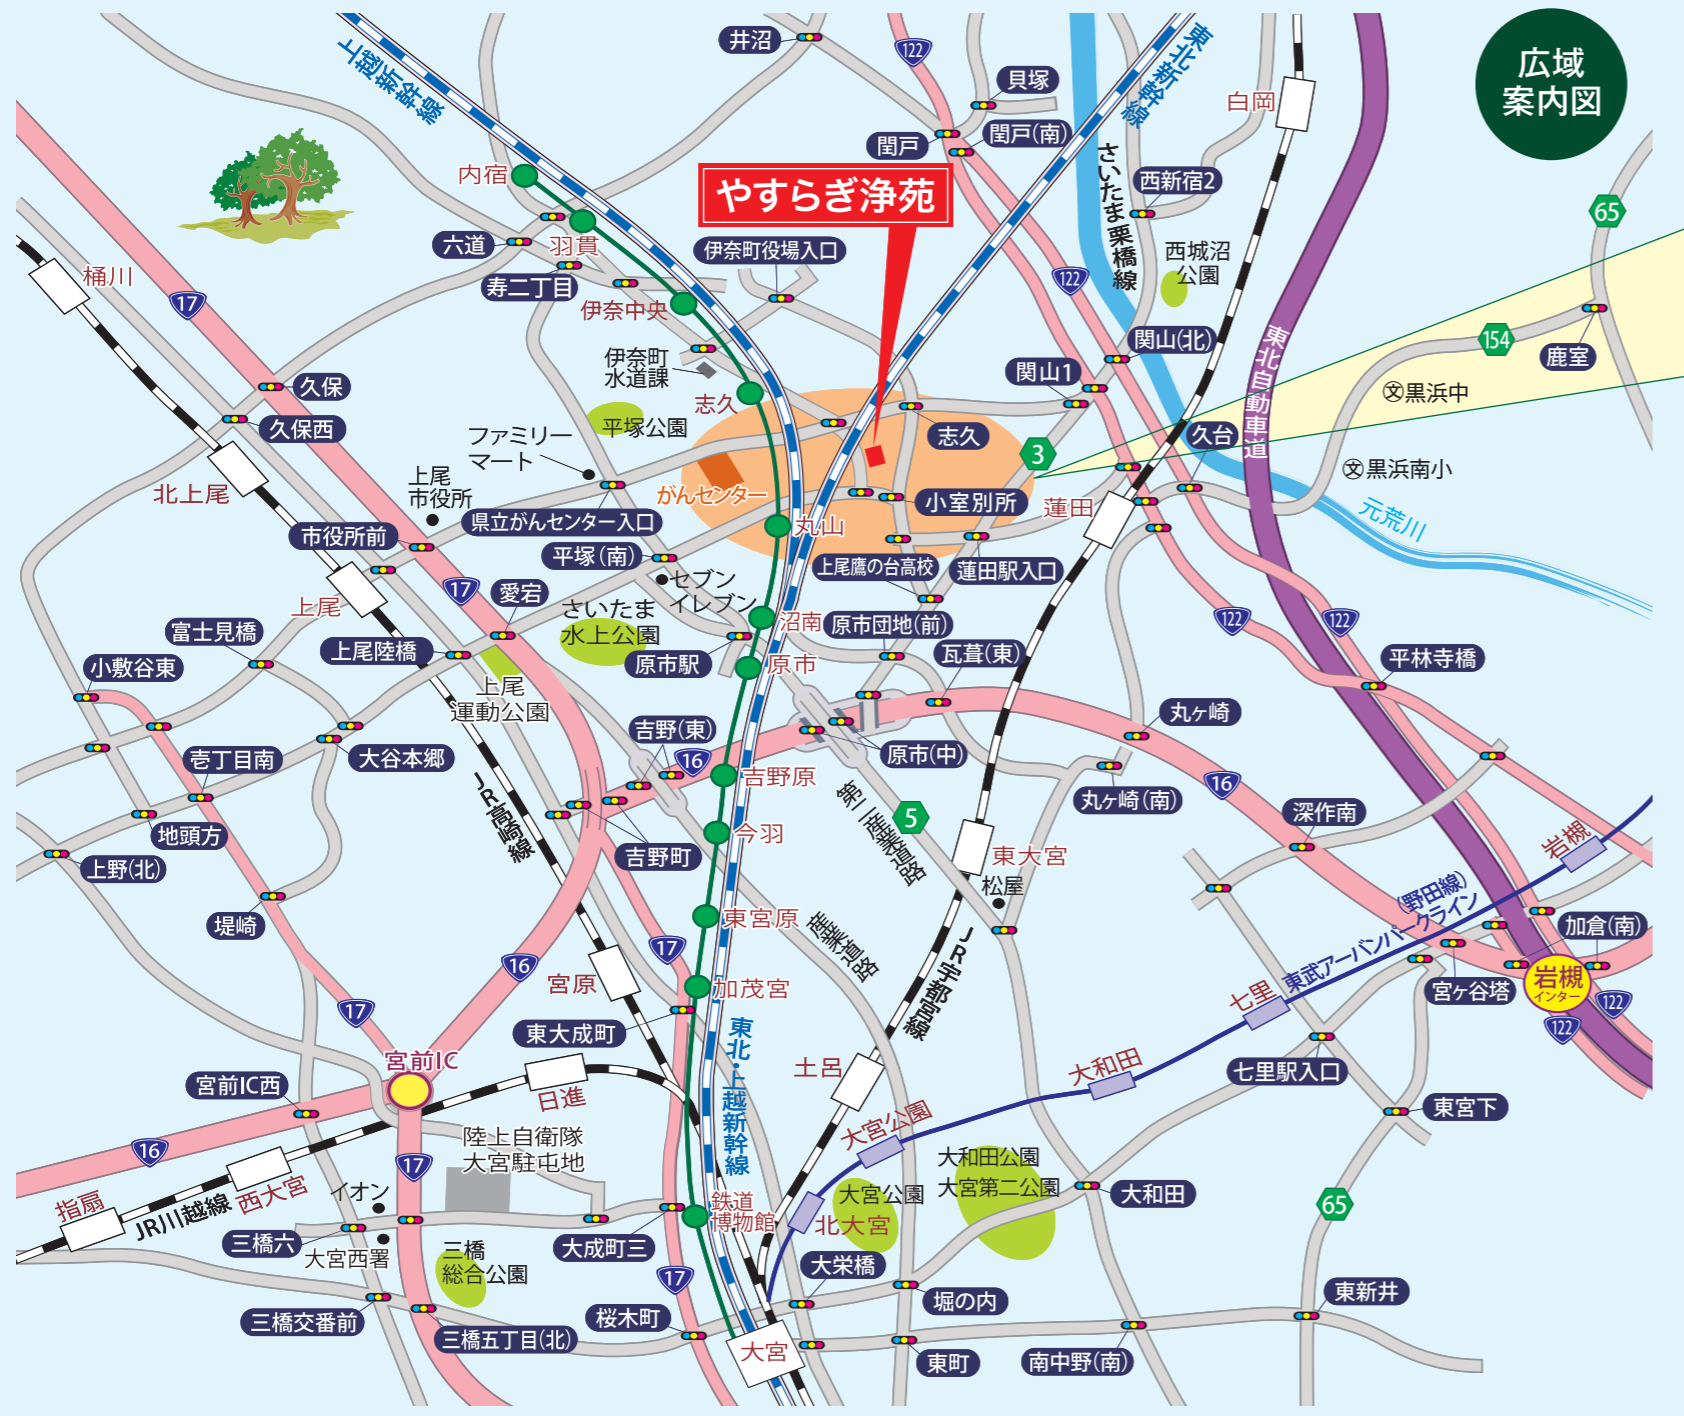 広域
案内図
井沼
122
貝塚
閏戸
閏戸(南)
白岡
上越新幹線
東北新幹線
さいたま栗橋線
西新宿2
65
内宿
やすらぎ浄苑
六道
羽貫
伊奈町役場入口
西城沼
公園
寿二丁目
122
桶川
17
伊奈中央
154
鹿室
関山(北)
東北自動車道
伊奈町
水道課
久保
関山1
文黒浜中
志久
久保西
ファミリー
マート
平塚公園
志久
久台
3
文黒浜南小
北上尾
上尾
市役所
がんセンター
小室別所
蓮田
元荒川
市役所前
県立がんセンター入口
丸山
平塚(南)
上尾鷹の台高校
蓮田駅入口
17
愛宕
セブン
イレブン
上尾
さいたま
水上公園
沼南
原市団地(前)
122
122
富士見橋
上尾陸橋
原市駅
原市
瓦葺(東)
平林寺橋
小敷谷東
上尾
運動公園
吉野(東)
丸ヶ崎
大谷本郷
壱丁目南
16
原市(中)
吉野原
丸ヶ崎(南)
16
JR高崎線
第二産業道路
5
深作南
地頭方
今羽
上野(北)
吉野町
東大宮
岩槻
松屋
堤崎
東宮原
産業道路
(野田線)
東武アーバンパークライン
加倉(南)
17
16
宮原
加茂宮
JR宇都宮線
七里
宮ヶ谷塔
岩槻
インター
122
122
17
東大成町
東北・上越新幹線
宮前IC
土呂
大和田
七里駅入口
宮前IC西
日進
東宮下
大宮公園
16
17
陸上自衛隊
大宮駐屯地
大和田公園
大宮第二公園
大和田
指扇
JR川越線
西大宮
イオン
鉄道
博物館
大宮公園
北大宮
65
三橋六
大宮西署
三橋
総合公園
大成町三
大栄橋
17
堀の内
東新井
三橋交番前
三橋五丁目(北)
桜木町
大宮
東町
南中野(南)